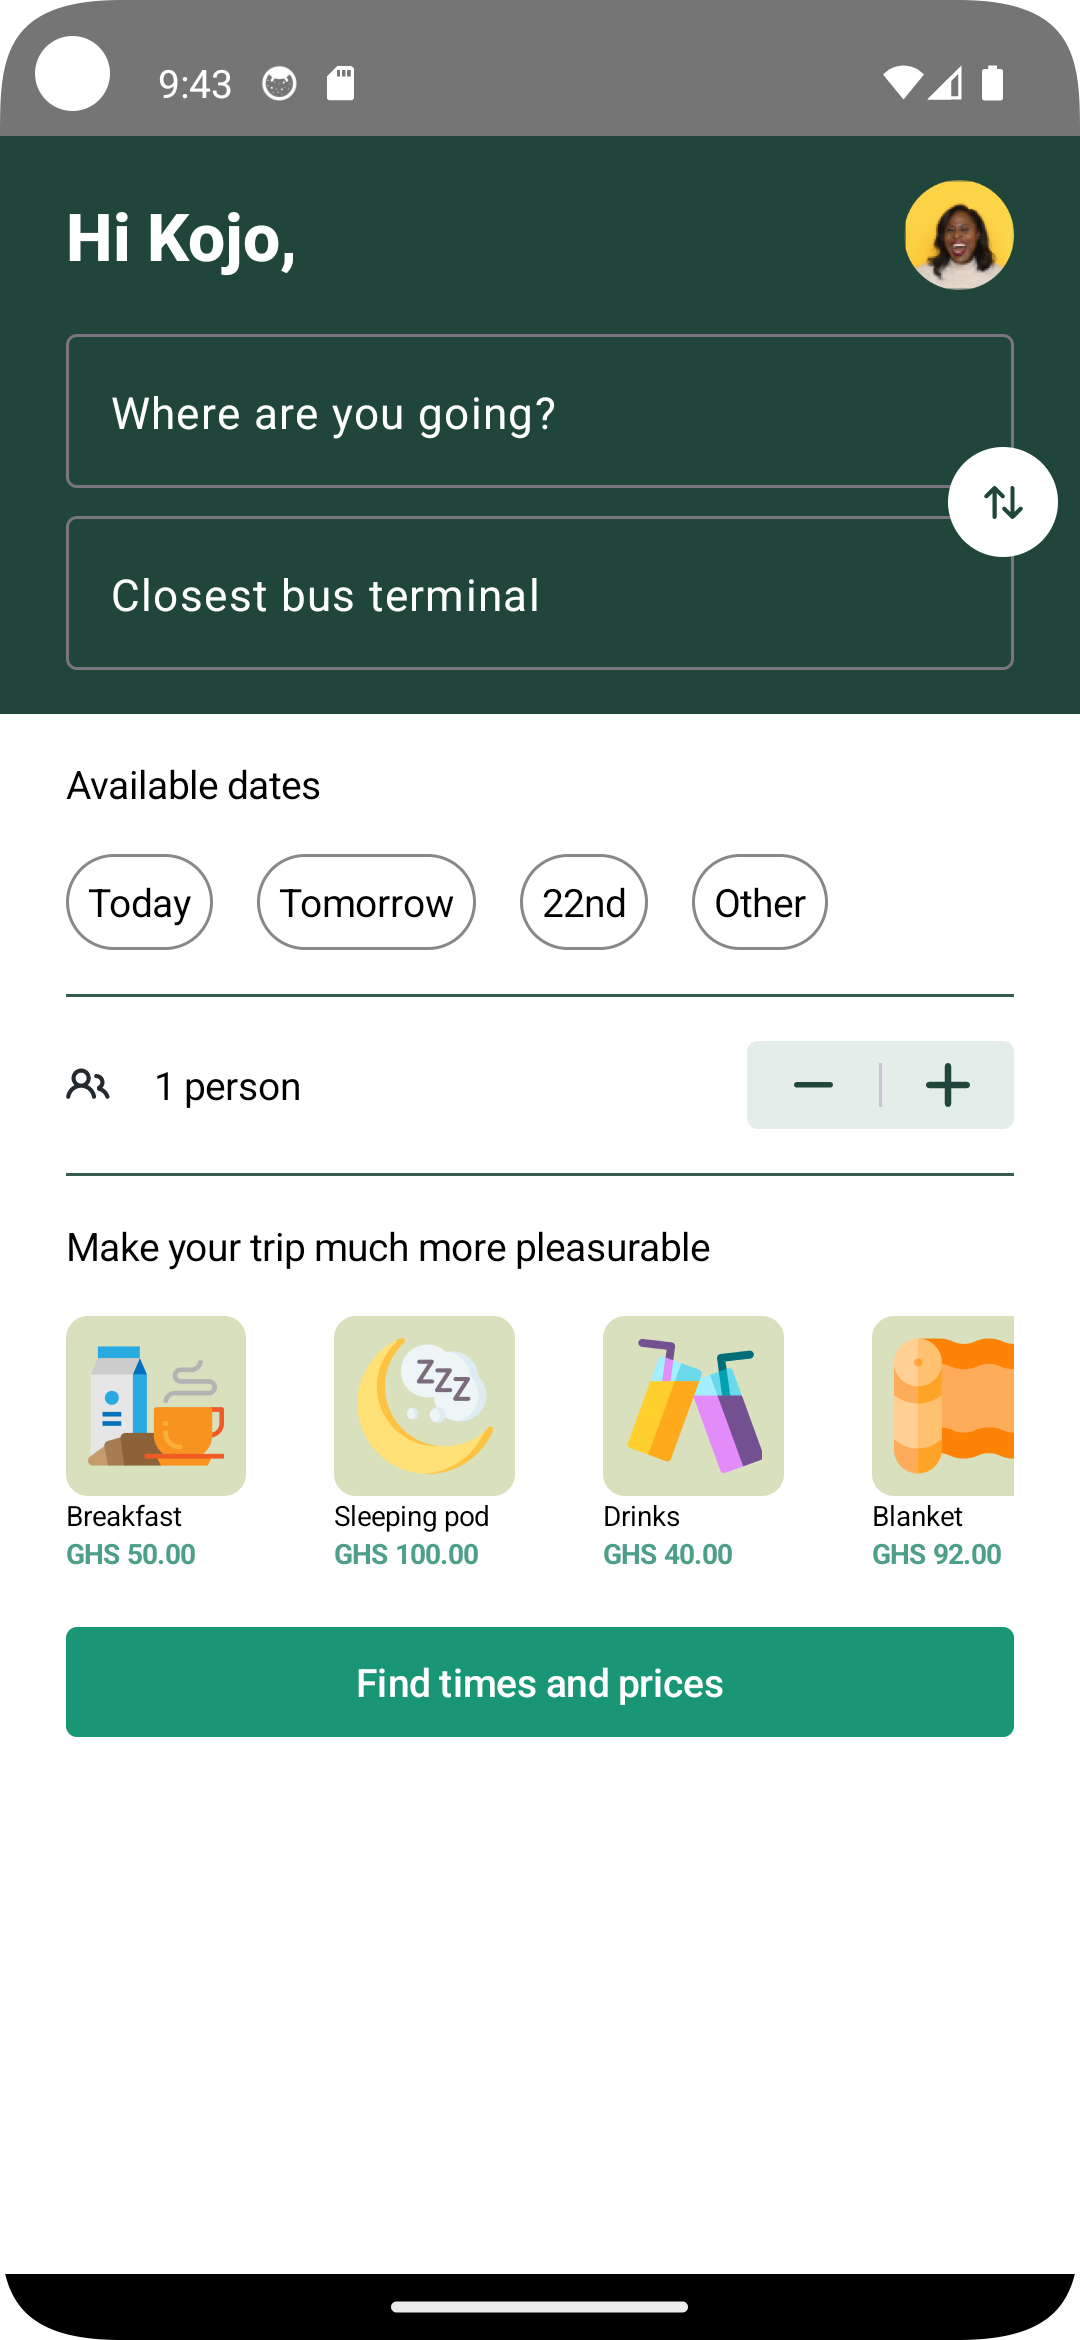 9:43
Hi Kojo,
Where are you going?
Closest bus terminal
Available dates
Today Tomorrow 22nd Other
1 person
Make your trip much more pleasurable
ZZZ
Breakfast Sleeping pod Drinks Blanket
GHS 50.00 GHS 100.00 GHS 40.00 GHS 92.00
Find times and prices